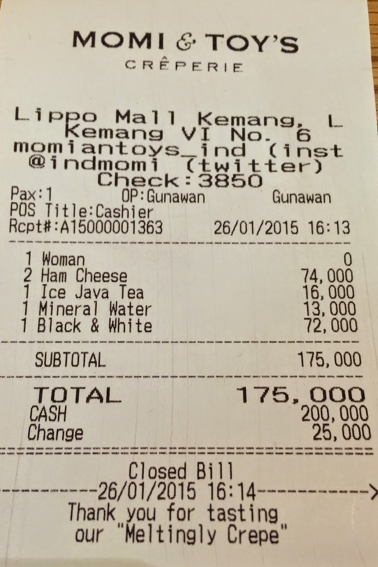 MOMI & TOY'S
CRÊPERIE
Lippo Mall Kemang, L
Kemang VI No. 6
momiantoys_ind (inst
@indmomi (twitter)
Check:3850
Pax:1 OP:Gunawan Gunawan
POS Title:Cashier
Rcpt#:A15000001363 26/01/2015 16:13
1 Woman 0
2 Ham Cheese 74,000
1 Ice Java Tea 16,000
1 Mineral Water 13,000
1 Black & White 72,000
SUBTOTAL 175,000
TOTAL 175,000
CASH 200,000
Change 25,000
Closed Bill
26/01/2015 16:14
Thank you for tasting
our "Meltingly Crepe"